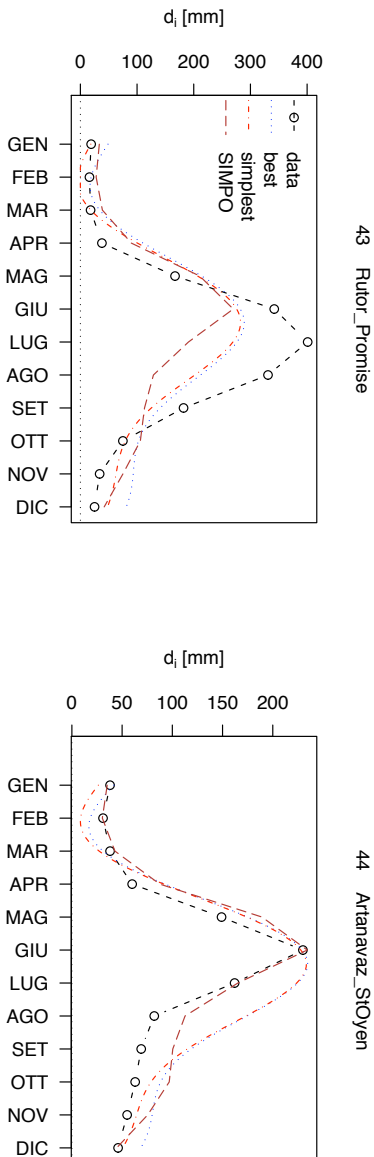 43 Rutor_Promise
d_i [mm]
0 100 200 300 400
data
best
simplest
SIMPO
GEN FEB MAR APR MAG GIU LUG AGO SET OTT NOV DIC
44 Artanavaz_StOyen
d_i [mm]
0 50 100 150 200
GEN FEB MAR APR MAG GIU LUG AGO SET OTT NOV DIC